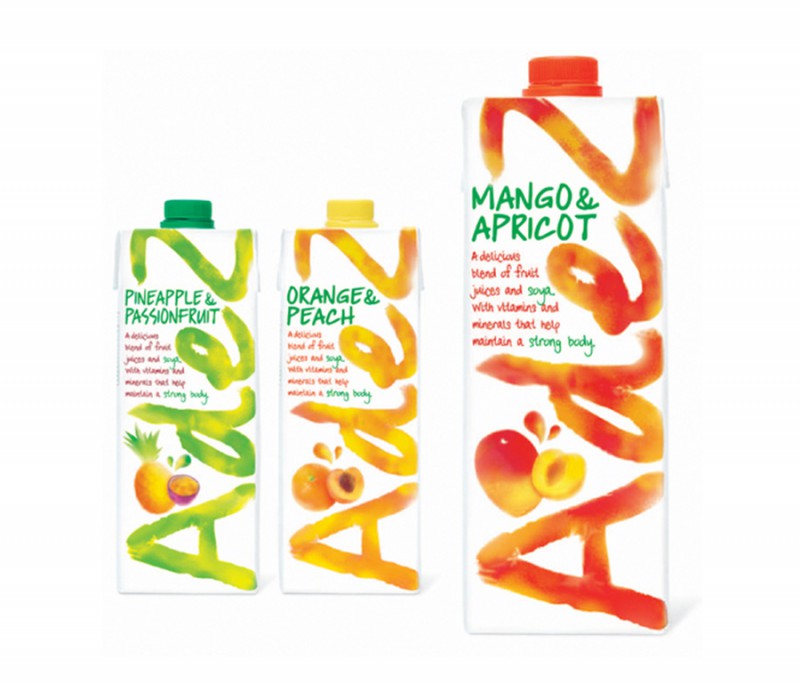 PINEAPPLE &
PASSIONFRUIT
A delicious
blend of fruit
juices and soya.
With vitamins and
minerals that help
maintain a strong body.
AdeZ
ORANGE &
PEACH
A delicious
blend of fruit
juices and soya.
With vitamins and
minerals that help
maintain a strong body.
AdeZ
MANGO &
APRICOT
A delicious
blend of fruit
juices and soya.
With vitamins and
minerals that help
maintain a strong body.
AdeZ